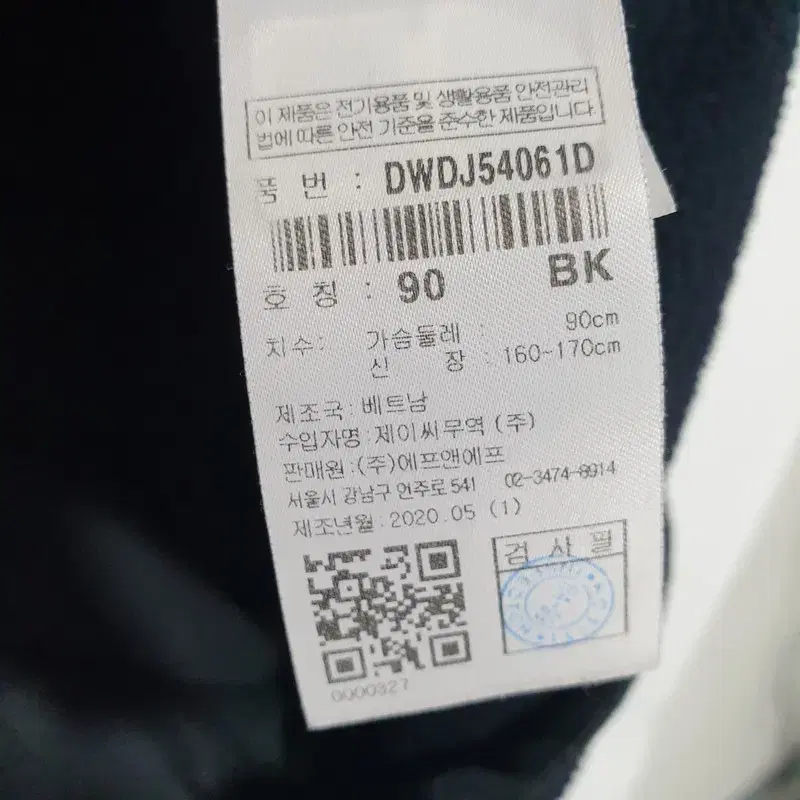 이 제품은 전기용품 및 생활용품 안전관리
법에 따른 안전 기준을 준수한 제품입니다.
품 번 : DWDJ54061D
호 칭 : 90 BK
치수: 가슴둘레 : 90cm
신 장 : 160~170cm
제조국: 베트남
수입자명: 제이씨무역 (주)
판매원:(주)에프앤에프
서울시 강남구 언주로 541 02-3474-8914
제조년월: 2020.05 (1)
검 사 필
0000327